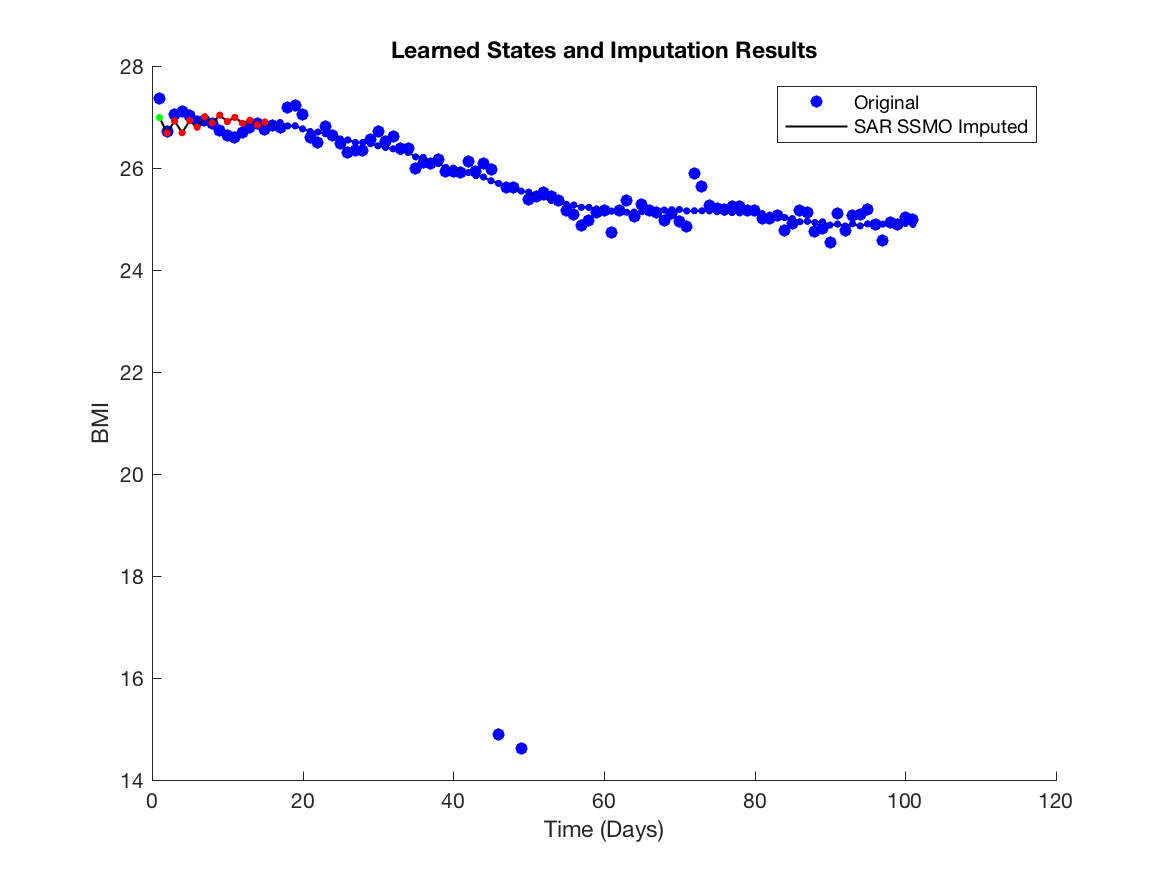 Learned States and Imputation Results
28
26
24
22
20
18
16
14
BMI
Original
SAR SSMO Imputed
0 20 40 60 80 100 120
Time (Days)